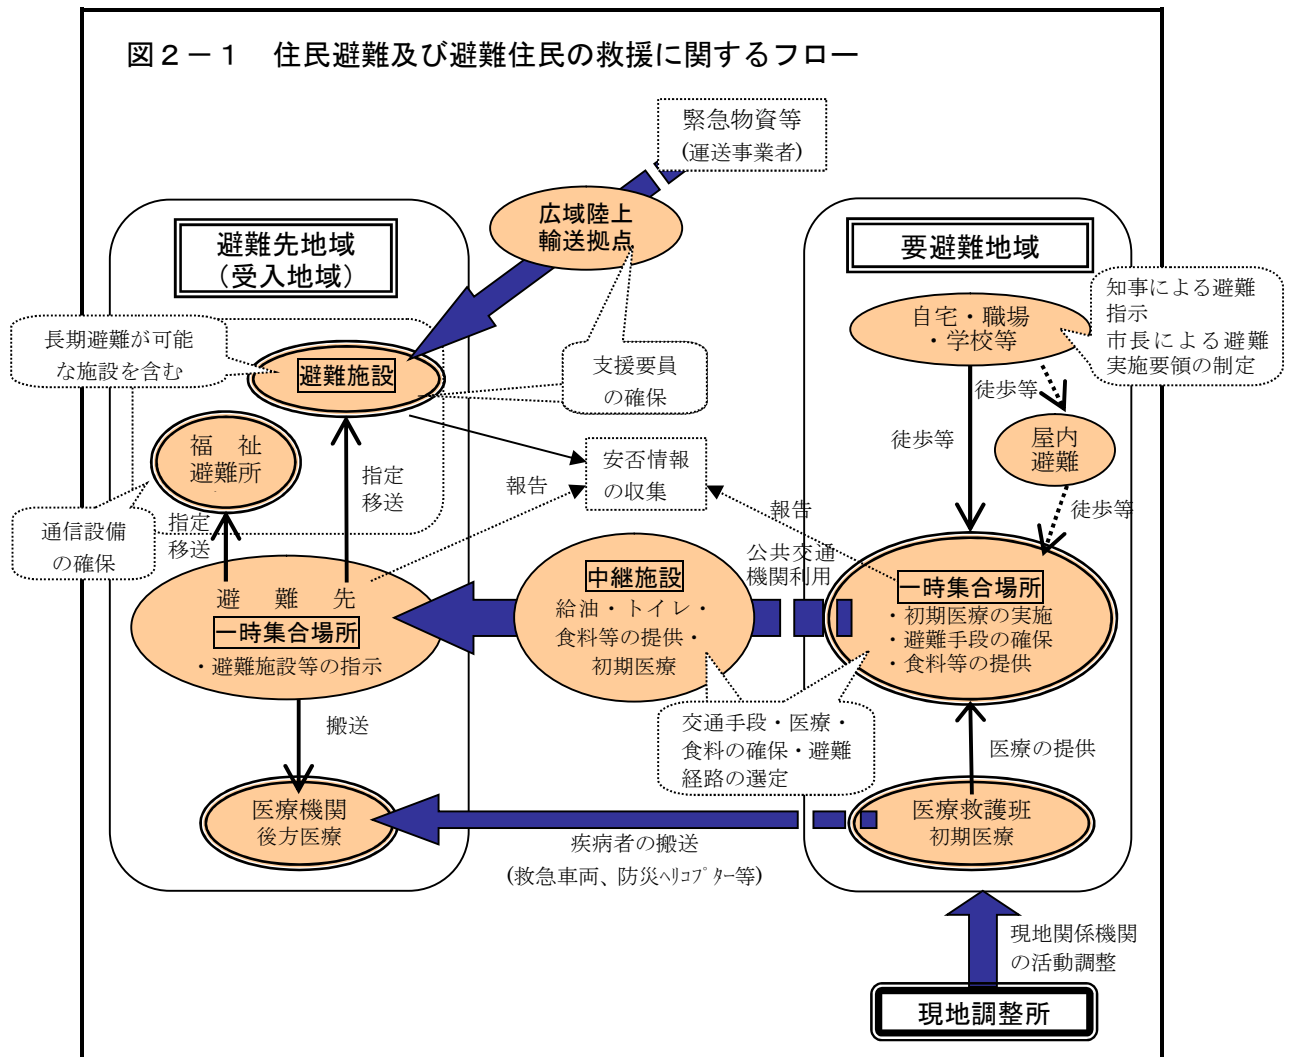 図2-1 住民避難及び避難住民の救援に関するフロー
緊急物資等
(運送事業者)
広域陸上
輸送拠点
避難先地域
(受入地域)
要避難地域
知事による避難
指示
市長による避難
実施要領の制定
自宅・職場
・学校等
長期避難が可能
な施設を含む
避難施設
支援要員
の確保
徒歩等
徒歩等
屋内
避難
徒歩等
福 祉
避難所
安否情報
の収集
指定
移送
報告
報告
通信設備
の確保
指定
移送
公共交通
機関利用
中継施設
給油・トイレ・
食料等の提供・
初期医療
一時集合場所
・初期医療の実施
・避難手段の確保
・食料等の提供
避 難 先
一時集合場所
・避難施設等の指示
搬送
交通手段・医療・
食料の確保・避難
経路の選定
医療の提供
医療機関
後方医療
医療救護班
初期医療
疾病者の搬送
(救急車両、防災ﾍﾘｺﾌﾟﾀｰ等)
現地関係機関
の活動調整
現地調整所